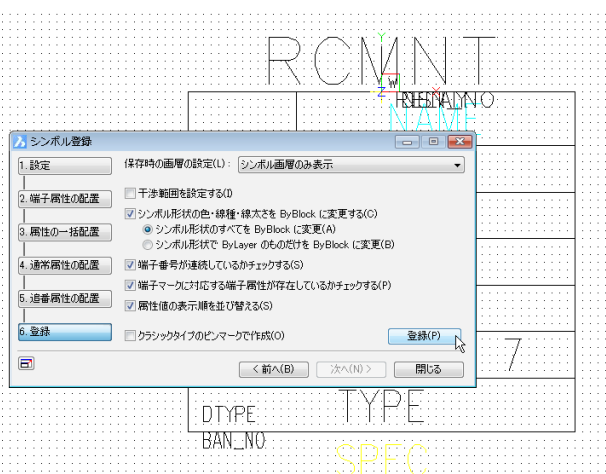 RCMNT
Y
W
Z
X
NAME
シンボル登録
1. 設定
保存時の画層の設定(L): シンボル画層のみ表示
干渉範囲を設定する(I)
2. 端子属性の配置
シンボル形状の色・線種・線太さを ByBlock に変更する(C)
3. 属性の一括配置
シンボル形状のすべてを ByBlock に変更(A)
シンボル形状で ByLayer のものだけを ByBlock に変更(B)
4. 通常属性の配置
端子番号が連続しているかチェックする(S)
端子マークに対応する端子属性が存在しているかチェックする(P)
5. 追番属性の配置
属性値の表示順を並び替える(S)
6. 登録
クラシックタイプのピンマークで作成(O)
登録(P)
7
< 前へ(B)
次へ(N) >
閉じる
DTYPE
TYPE
BAN_NO
SPEC